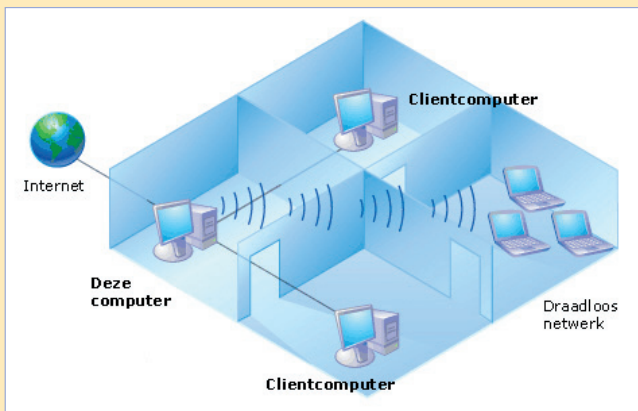 Clientcomputer
Internet
Deze
computer
Draadloos
netwerk
Clientcomputer